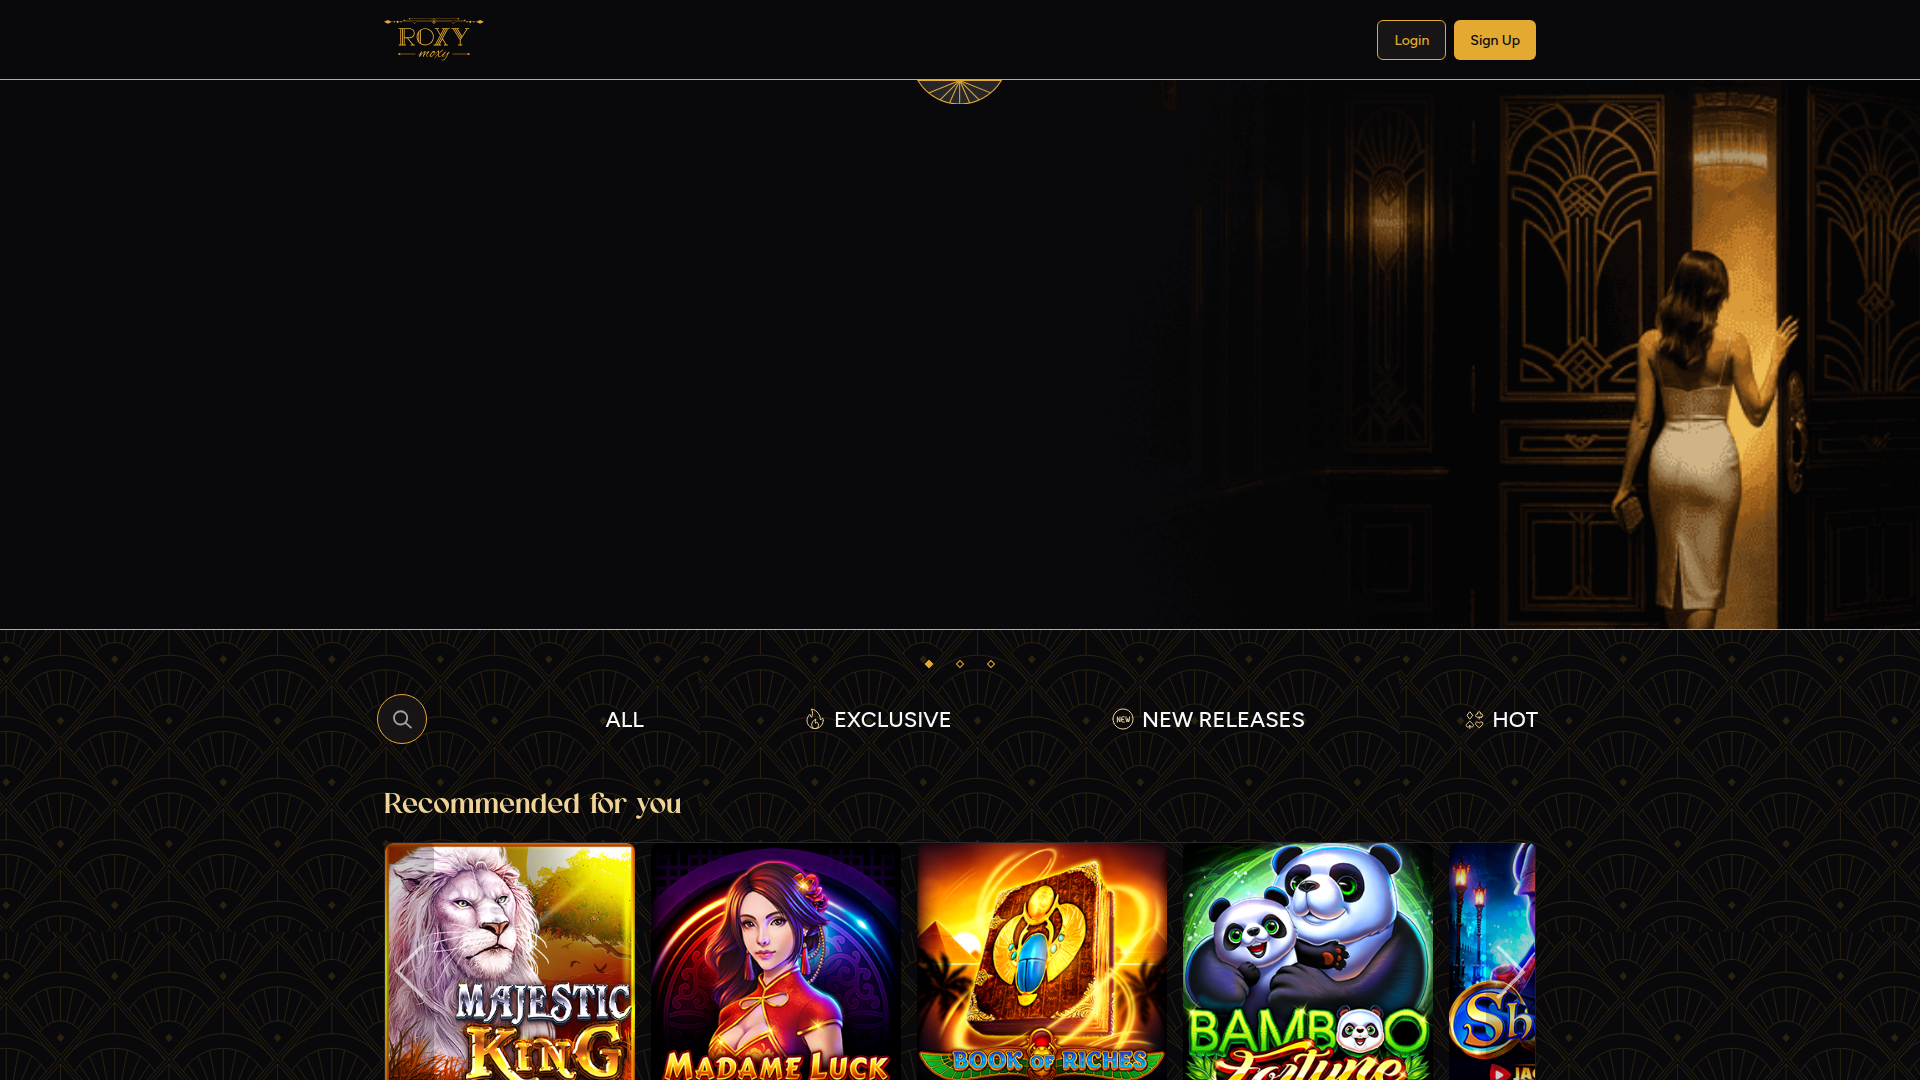 ROXY
moxy
Login
Sign Up
ALL
EXCLUSIVE
NEW
NEW RELEASES
HOT
Recommended for you
MAJESTIC
KING
MADAME LUCK
BOOK OF RICHES
BAMBOO
Fortune
Sh